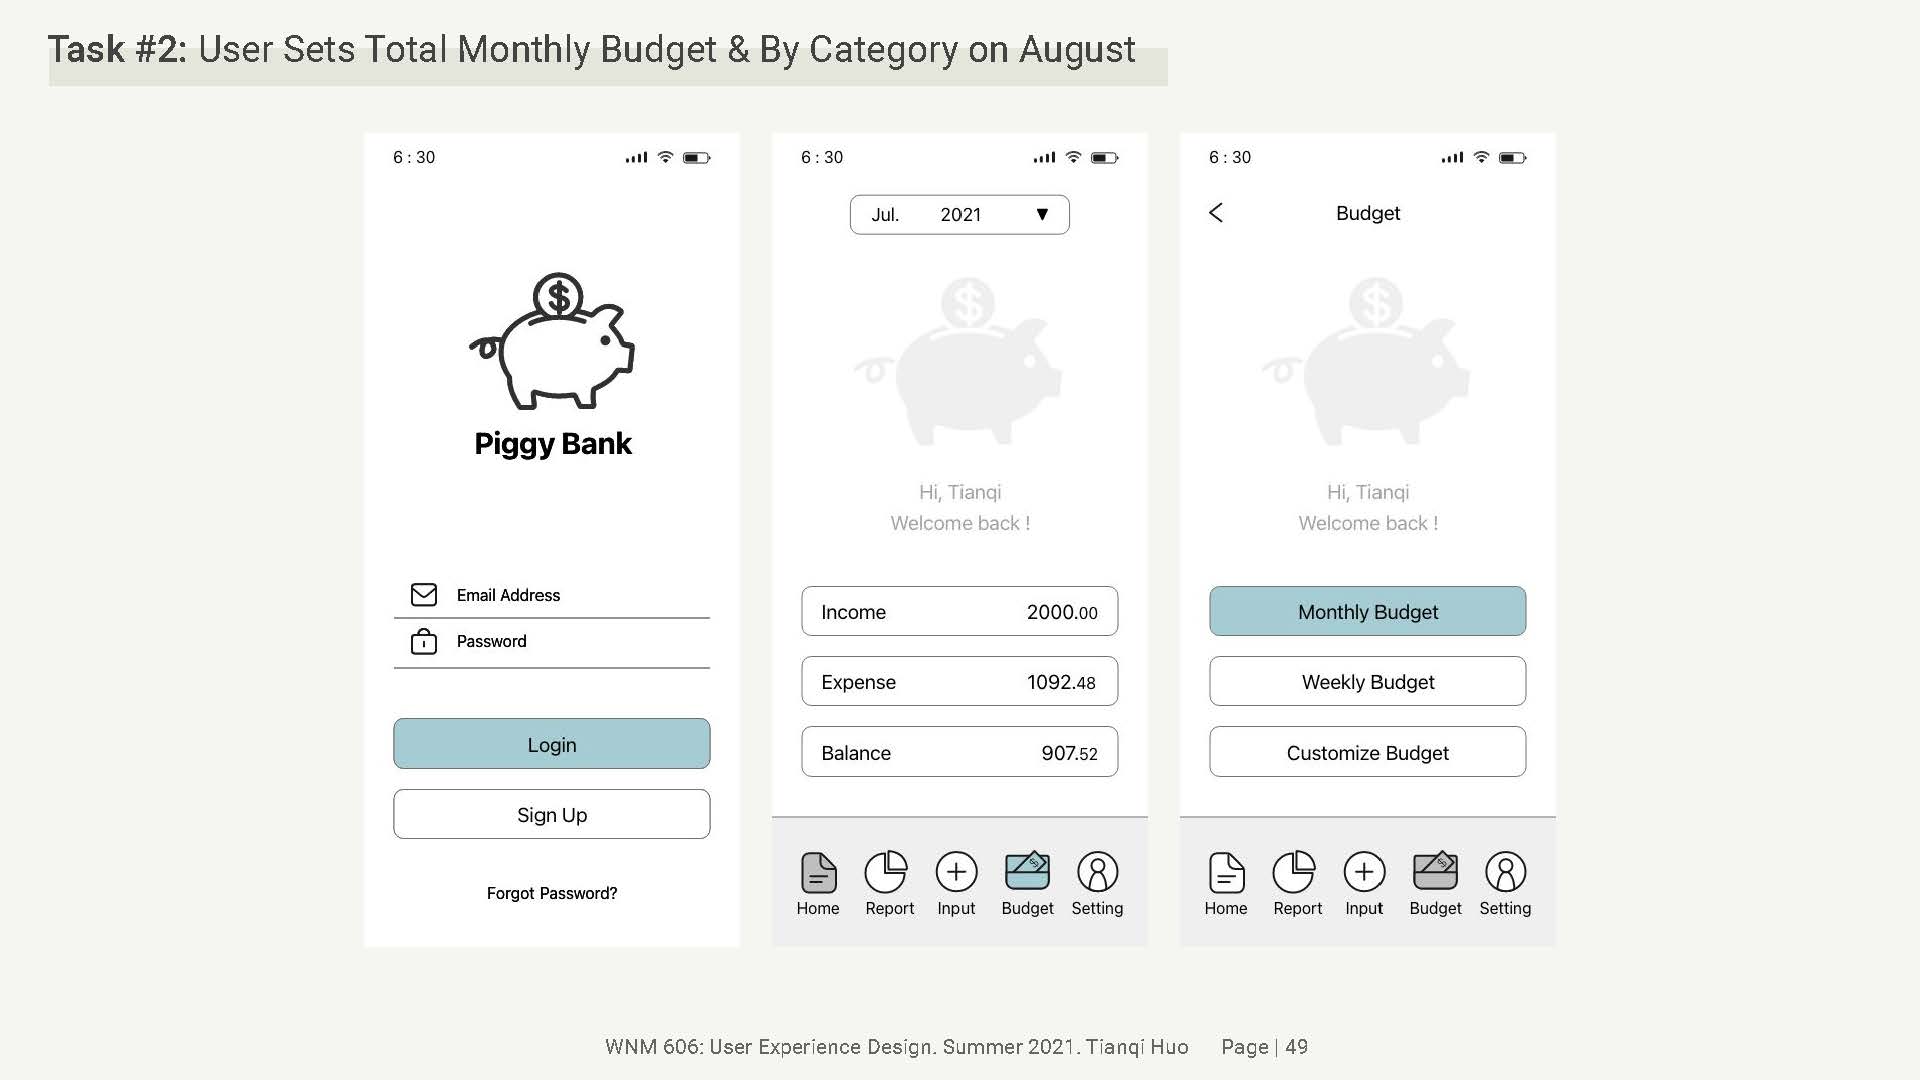 Task #2: User Sets Total Monthly Budget & By Category on August
6 : 30
$
Piggy Bank
Email Address
Password
Login
Sign Up
Forgot Password?
6 : 30
Jul. 2021 ▼
$
Hi, Tianqi
Welcome back !
Income 2000.00
Expense 1092.48
Balance 907.52
Home Report Input Budget Setting
6 : 30
< Budget
$
Hi, Tianqi
Welcome back !
Monthly Budget
Weekly Budget
Customize Budget
Home Report Input Budget Setting
WNM 606: User Experience Design. Summer 2021. Tianqi Huo Page | 49